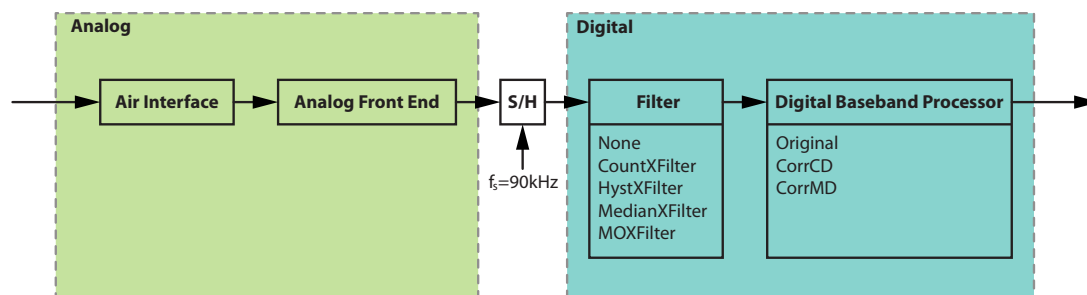 Analog
Digital
Air Interface
Analog Front End
S/H
Filter
Digital Baseband Processor
None
CountXFilter
HystXFilter
MedianXFilter
MOXFilter
Original
CorrCD
CorrMD
fs=90kHz